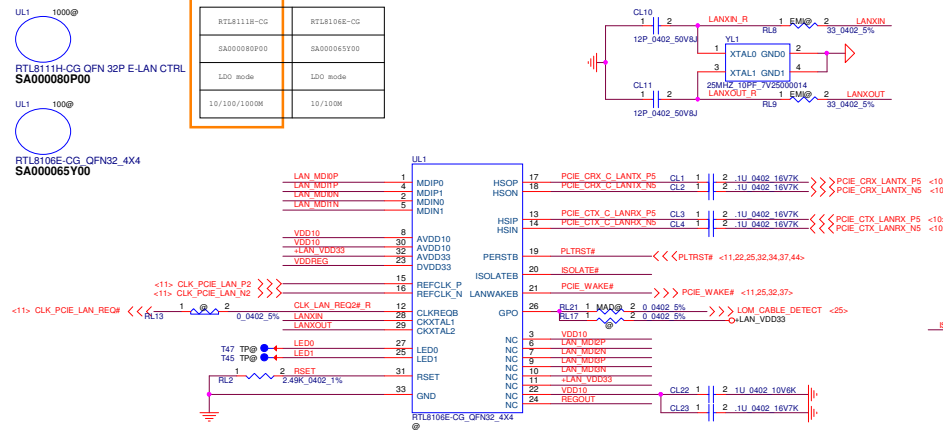 UL1 1000@
RTL8111H-CG QFN 32P E-LAN CTRL
SA000080P00
UL1 100@
RTL8106E-CG_QFN32_4X4
SA000065Y00
RTL8111H-CG RTL8106E-CG
SA000080P00 SA000065Y00
LDO mode LDO mode
10/100/1000M 10/100M
CL10
1 2
12P_0402_50V8J
LANXIN_R
1 EMI@ 2 LANXIN
RL8 33_0402_5%
YL1
1 XTAL0 GND0 2
3 XTAL1 GND1 4
25MHZ_10PF_7V25000014
CL11
1 2
12P_0402_50V8J
LANXOUT_R
1 EMI@ 2 LANXOUT
RL9 33_0402_5%
UL1
LAN_MDI0P 1 MDIP0
LAN_MDI1P 4 MDIP1
LAN_MDI0N 2 MDIN0
LAN_MDI1N 5 MDIN1
VDD10 8 AVDD10
VDD10 30 AVDD10
+LAN_VDD33 32 AVDD33
VDDREG 23 DVDD33
<11> CLK_PCIE_LAN_P2 15 REFCLK_P
<11> CLK_PCIE_LAN_N2 16 REFCLK_N
<11> CLK_PCIE_LAN_REQ# 1 @ 2 CLK_LAN_REQ2#_R 12 CLKREQB
RL13 0_0402_5%
LANXIN 28 CKXTAL1
LANXOUT 29 CKXTAL2
T47 TP@ LED0 27 LED0
T45 TP@ LED1 25 LED1
1 2 RSET 31 RSET
RL2 2.49K_0402_1%
33 GND
HSOP 17 PCIE_CRX_C_LANTX_P5 CL1 1 2 .1U_0402_16V7K PCIE_CRX_LANTX_P5 <10
HSON 18 PCIE_CRX_C_LANTX_N5 CL2 1 2 .1U_0402_16V7K PCIE_CRX_LANTX_N5 <10
HSIP 13 PCIE_CTX_C_LANRX_P5 CL3 1 2 .1U_0402_16V7K PCIE_CTX_LANRX_P5 <10
HSIN 14 PCIE_CTX_C_LANRX_N5 CL4 1 2 .1U_0402_16V7K PCIE_CTX_LANRX_N5 <10
PERSTB 19 PLTRST# PLTRST# <11,22,25,32,34,37,44>
ISOLATEB 20 ISOLATE#
LANWAKEB 21 PCIE_WAKE# PCIE_WAKE# <11,25,32,37>
GPO 26 RL21 1 MAD@ 2 0_0402_5% LOM_CABLE_DETECT <25>
RL17 1 @ 2 0_0402_5% +LAN_VDD33
NC 3 VDD10
NC 6 LAN_MDI2P
NC 7 LAN_MDI2N
NC 9 LAN_MDI3P
NC 10 LAN_MDI3N
NC 11 +LAN_VDD33
NC 22 VDD10 CL22 1 2 1U_0402_10V6K
NC 24 REGOUT
CL23 1 2 .1U_0402_16V7K
RTL8106E-CG_QFN32_4X4
@